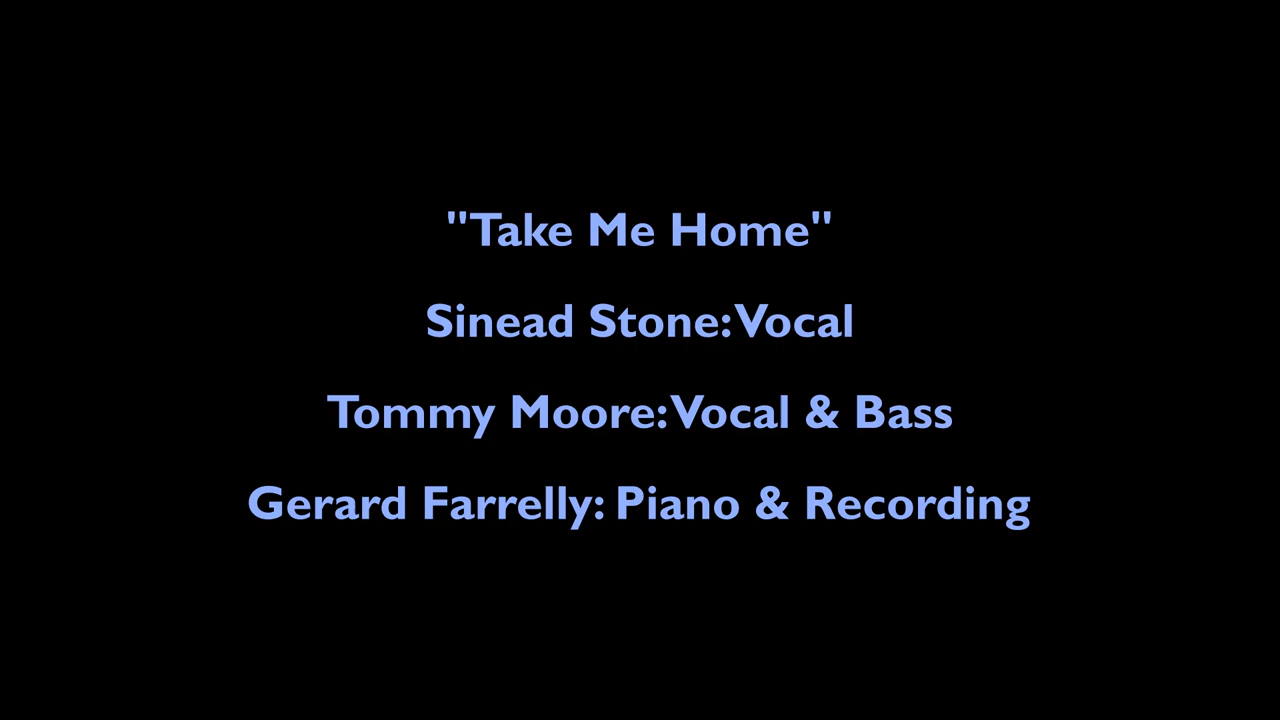 "Take Me Home"
Sinead Stone: Vocal
Tommy Moore: Vocal & Bass
Gerard Farrelly: Piano & Recording